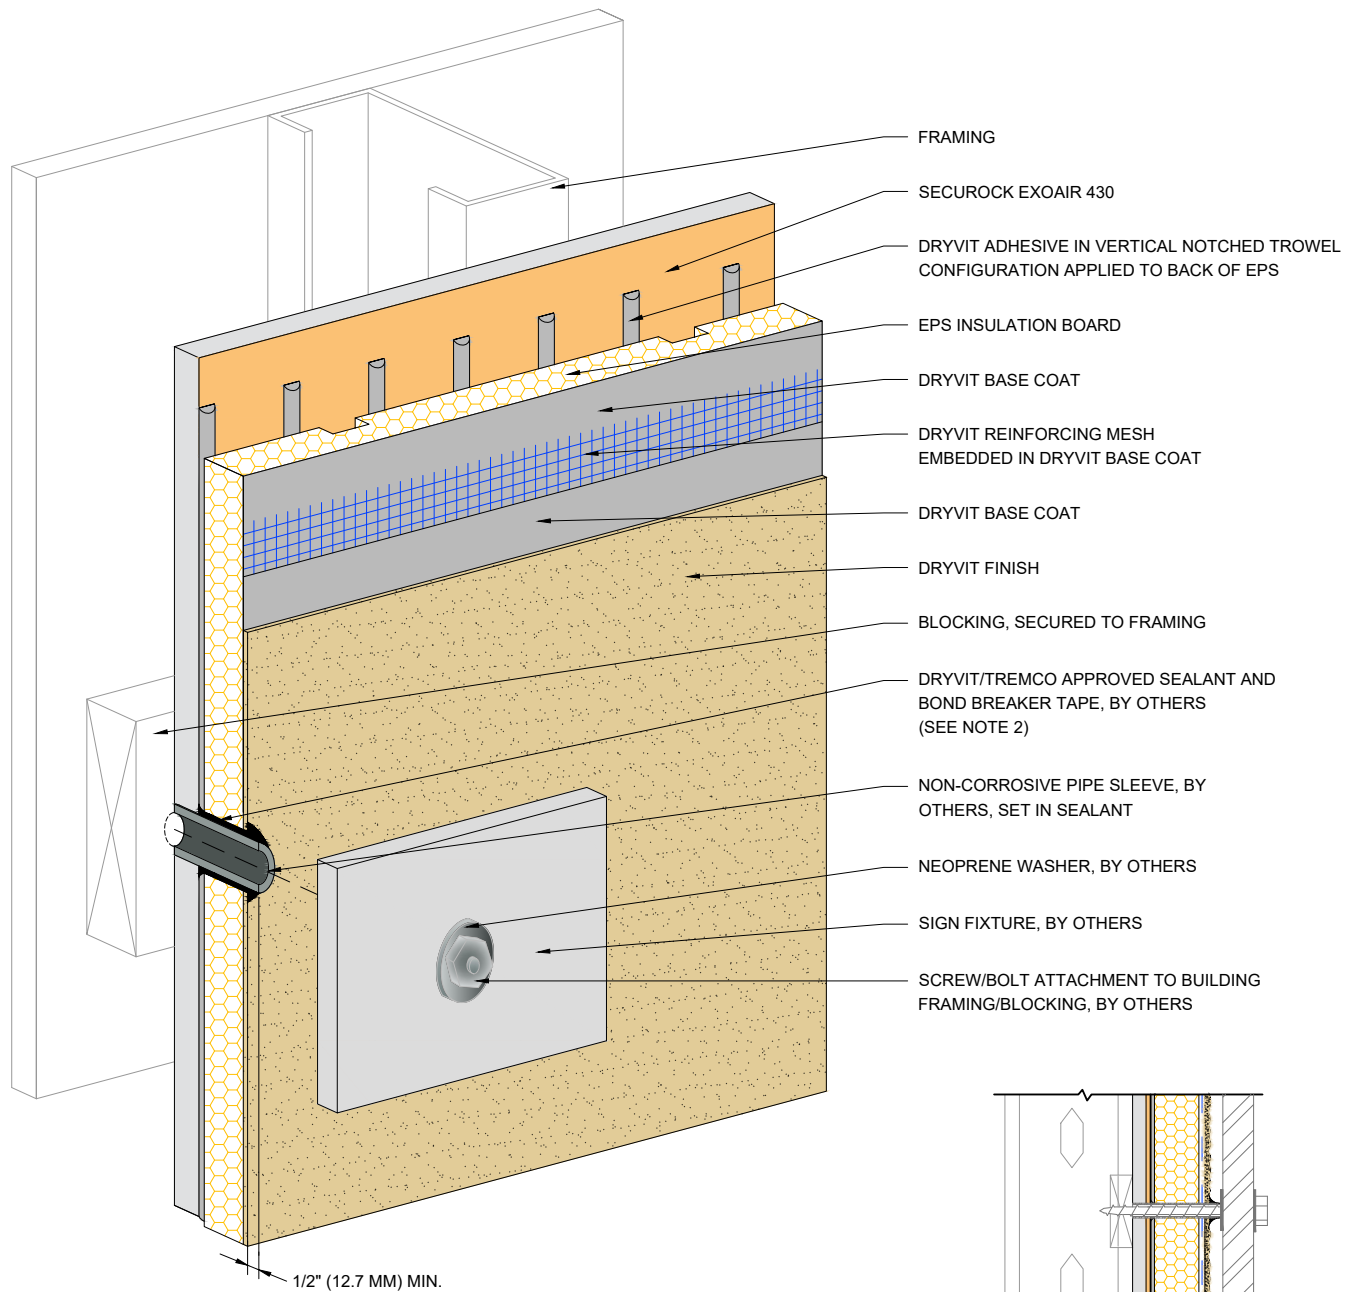 FRAMING
SECUROCK EXOAIR 430
DRYVIT ADHESIVE IN VERTICAL NOTCHED TROWEL
CONFIGURATION APPLIED TO BACK OF EPS
EPS INSULATION BOARD
DRYVIT BASE COAT
DRYVIT REINFORCING MESH
EMBEDDED IN DRYVIT BASE COAT
DRYVIT BASE COAT
DRYVIT FINISH
BLOCKING, SECURED TO FRAMING
DRYVIT/TREMCO APPROVED SEALANT AND
BOND BREAKER TAPE, BY OTHERS
(SEE NOTE 2)
NON-CORROSIVE PIPE SLEEVE, BY
OTHERS, SET IN SEALANT
NEOPRENE WASHER, BY OTHERS
SIGN FIXTURE, BY OTHERS
SCREW/BOLT ATTACHMENT TO BUILDING
FRAMING/BLOCKING, BY OTHERS
1/2" (12.7 MM) MIN.